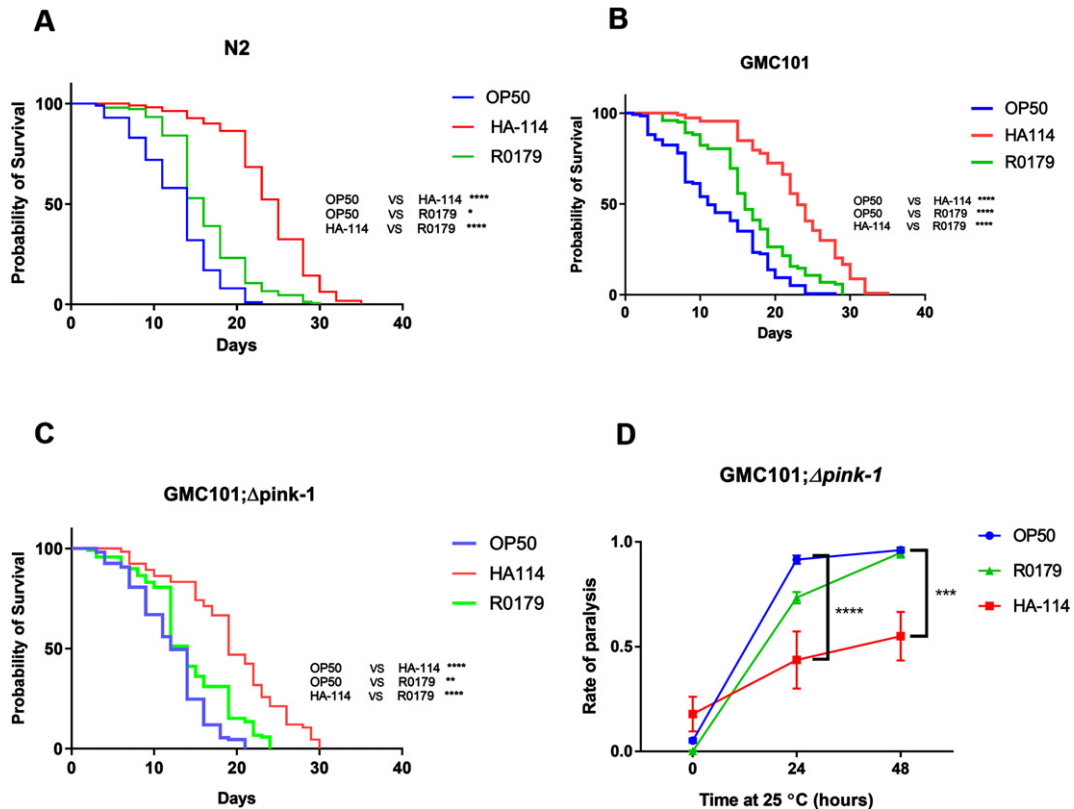 A
N2
Probability of Survival
100
50
0
0 10 20 30 40
Days
OP50
HA-114
R0179
OP50 VS HA-114 ****
OP50 VS R0179 *
HA-114 VS R0179 ****
B
GMC101
Probability of Survival
100
50
0
0 10 20 30 40
Days
OP50
HA114
R0179
OP50 VS HA-114 ****
OP50 VS R0179 ****
HA-114 VS R0179 ****
C
GMC101;Δpink-1
Probability of Survival
100
50
0
0 10 20 30 40
Days
OP50
HA114
R0179
OP50 VS HA-114 ****
OP50 VS R0179 **
HA-114 VS R0179 ****
D
GMC101;Δpink-1
Rate of paralysis
1.0
0.5
0.0
0 24 48
Time at 25 °C (hours)
OP50
R0179
HA-114
****
***